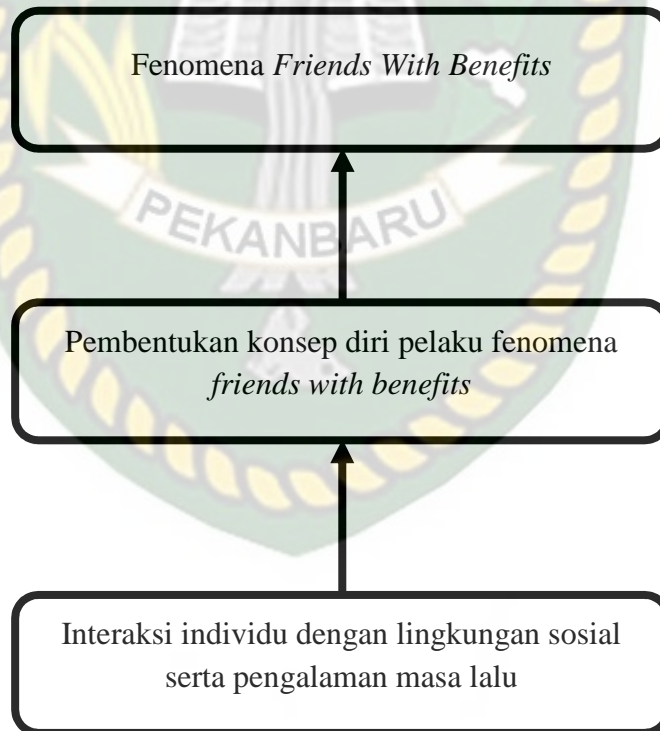 Fenomena Friends With Benefits
PEKANBARU
Pembentukan konsep diri pelaku fenomena
friends with benefits
Interaksi individu dengan lingkungan sosial
serta pengalaman masa lalu